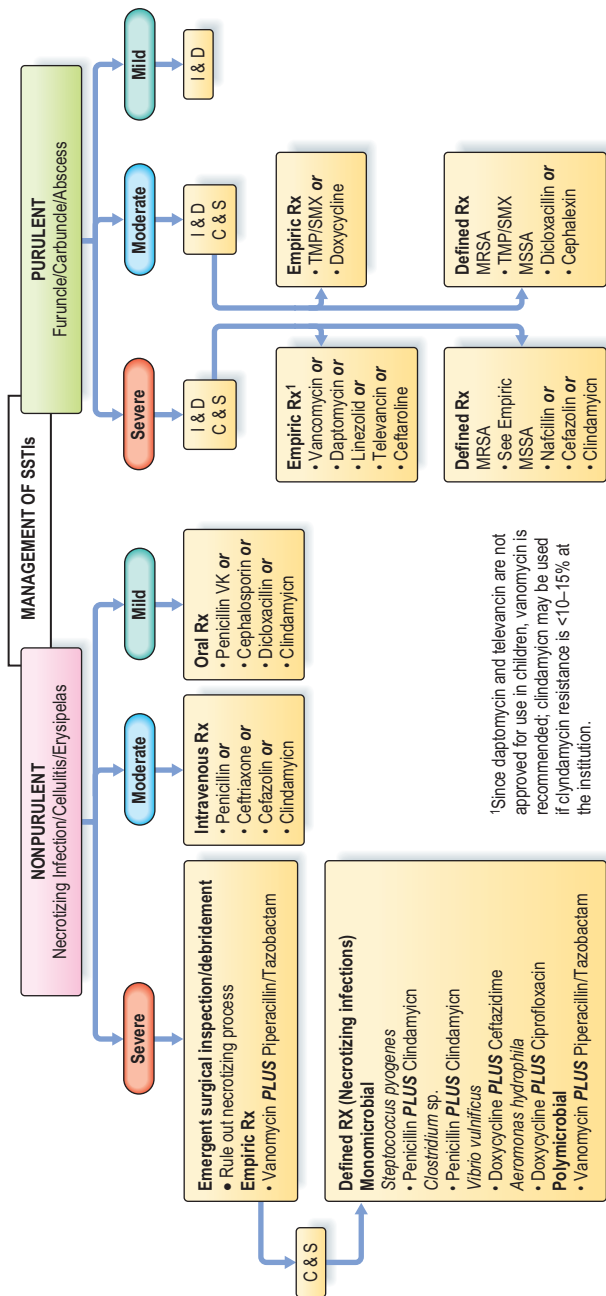 MANAGEMENT OF SSTIs
NONPURULENT
Necrotizing Infection/Cellulitis/Erysipelas
Severe
Emergent surgical inspection/debridement
• Rule out necrotizing process
Empiric Rx
• Vanomycin PLUS Piperacillin/Tazobactam
C & S
Defined RX (Necrotizing infections)
Monomicrobial
Steptococcus pyogenes
• Penicillin PLUS Clindamyicn
Clostridium sp.
• Penicillin PLUS Clindamyicn
Vibrio vulnificus
• Doxycycline PLUS Ceftazidime
Aeromonas hydrophila
• Doxycycline PLUS Ciprofloxacin
Polymicrobial
• Vanomycin PLUS Piperacillin/Tazobactam
Moderate
Intravenous Rx
• Penicillin or
• Ceftriaxone or
• Cefazolin or
• Clindamyicn
Mild
Oral Rx
• Penicillin VK or
• Cephalosporin or
• Dicloxacillin or
• Clindamyicn
PURULENT
Furuncle/Carbuncle/Abscess
Severe
I & D
C & S
Empiric Rx1
• Vancomycin or
• Daptomycin or
• Linezolid or
• Televancin or
• Ceftaroline
Defined Rx
MRSA
• See Empiric
MSSA
• Nafcillin or
• Cefazolin or
• Clindamyicn
Moderate
I & D
C & S
Empiric Rx
• TMP/SMX or
• Doxycycline
Defined Rx
MRSA
• TMP/SMX
MSSA
• Dicloxacillin or
• Cephalexin
Mild
I & D
1Since daptomycin and televancin are not
approved for use in children, vanomycin is
recommended; clindamyicn may be used
if clyndamycin resistance is <10–15% at
the institution.